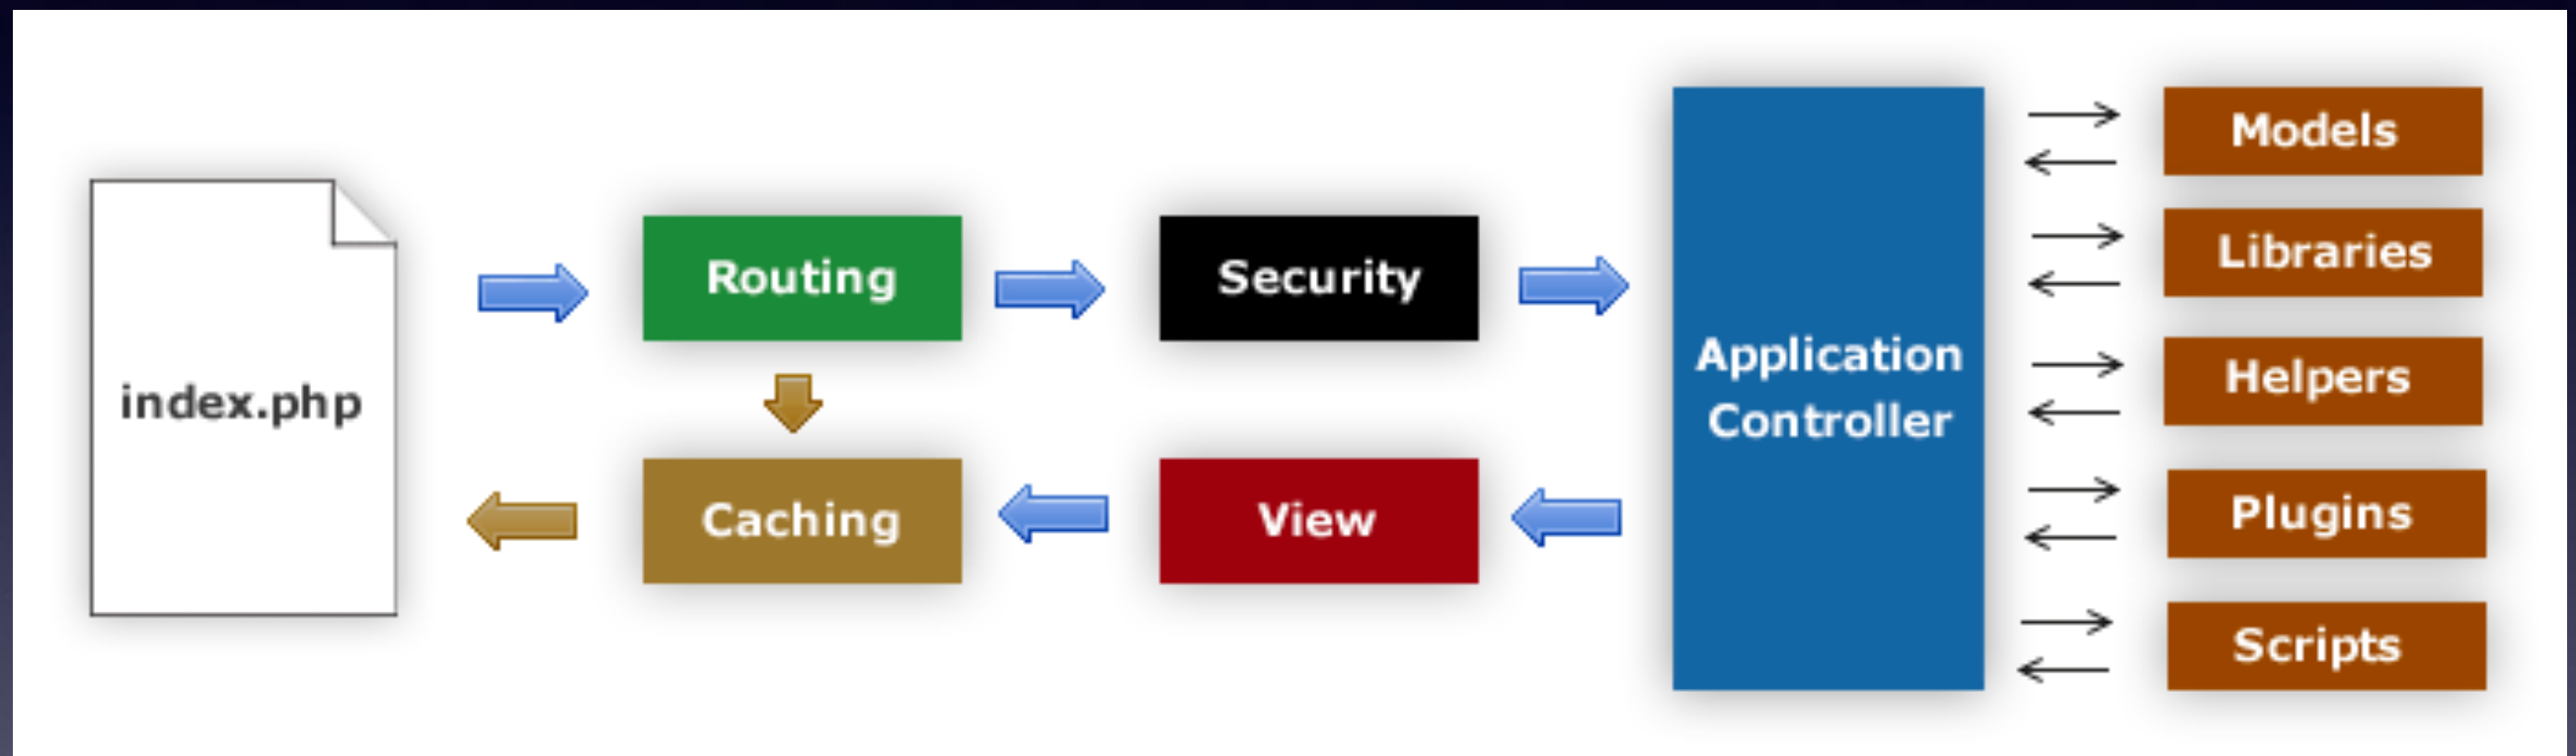 index.php
Routing
Security
Caching
View
Application
Controller
Models
Libraries
Helpers
Plugins
Scripts